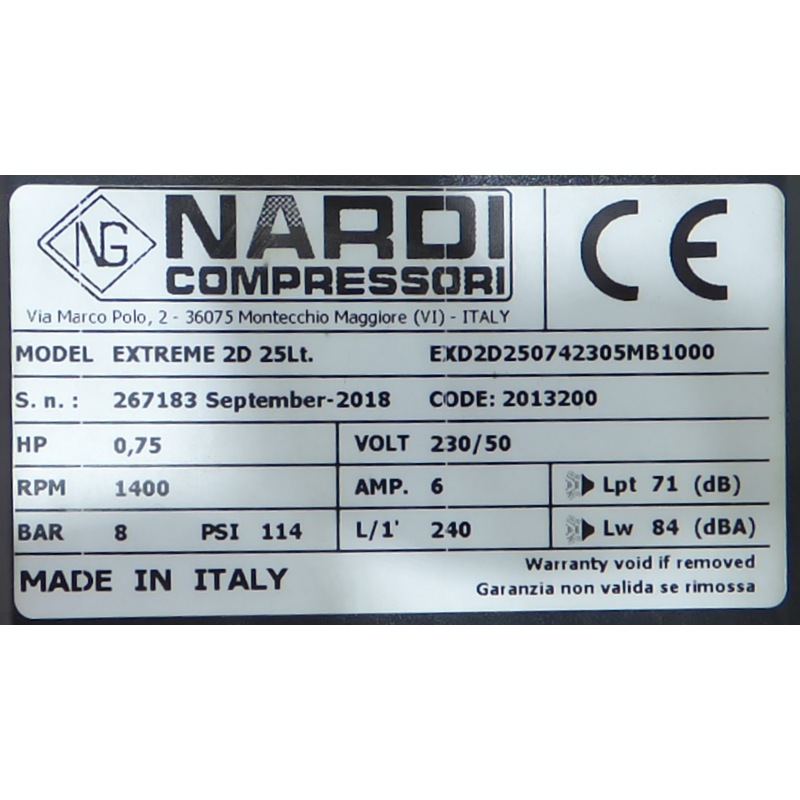 NG NARDI
COMPRESSORI
CE
Via Marco Polo, 2 - 36075 Montecchio Maggiore (VI) - ITALY
MODEL EXTREME 2D 25Lt. EXD2D250742305MB1000
S. n. : 267183 September-2018 CODE: 2013200
HP 0,75 VOLT 230/50
RPM 1400 AMP. 6 Lpt 71 (dB)
BAR 8 PSI 114 L/1' 240 Lw 84 (dBA)
MADE IN ITALY
Warranty void if removed
Garanzia non valida se rimossa